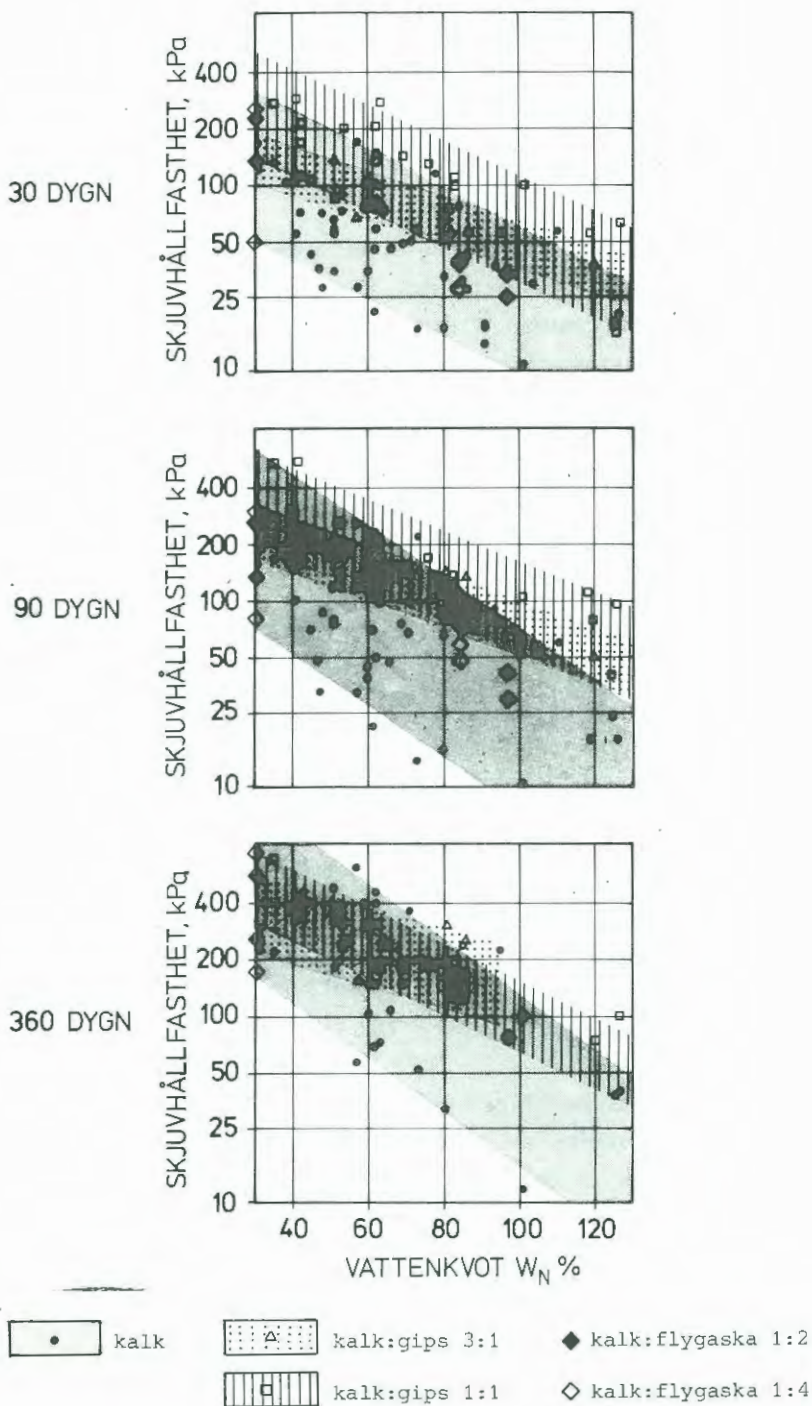 SKJUVHÅLLFASTHET, kPa
30 DYGN
400
200
100
50
25
10
SKJUVHÅLLFASTHET, kPa
90 DYGN
400
200
100
50
25
10
SKJUVHÅLLFASTHET, kPa
360 DYGN
400
200
100
50
25
10
40 60 80 100 120
VATTENKVOT W_N %
kalk
kalk:gips 3:1
kalk:flygaska 1:2
kalk:gips 1:1
kalk:flygaska 1:4